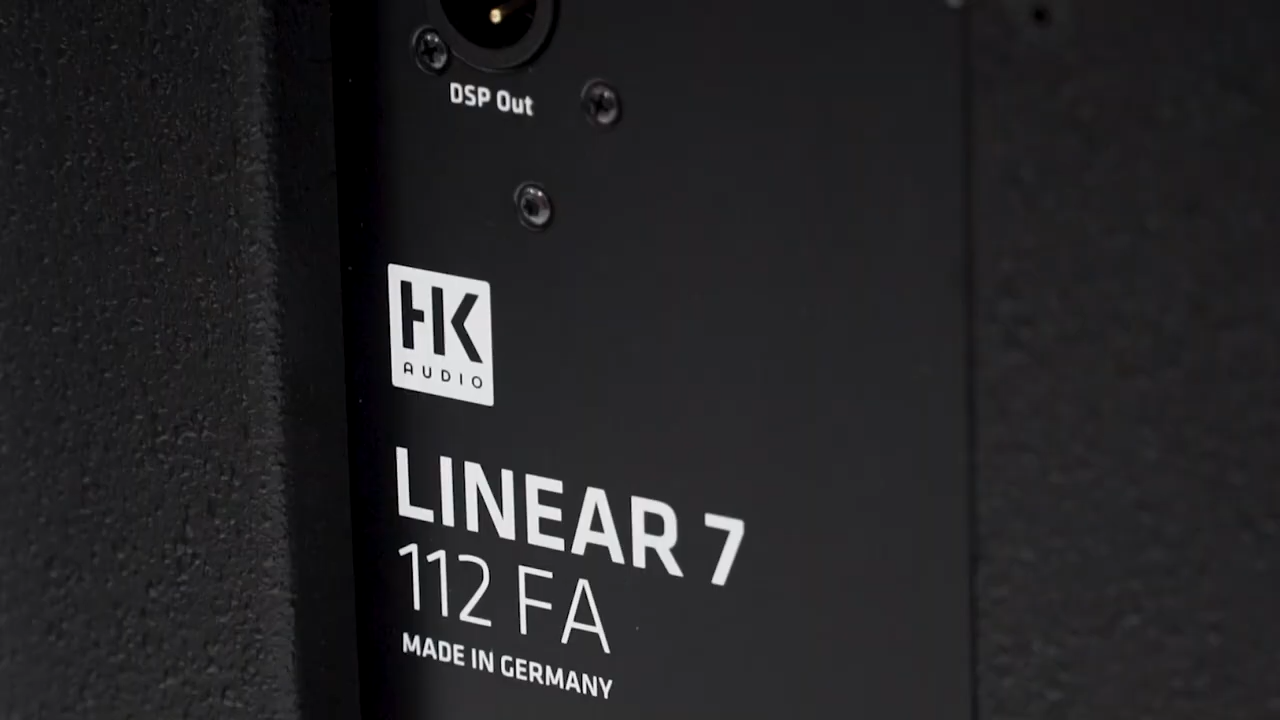 DSP Out
HK
AUDIO
LINEAR 7
112 FA
MADE IN GERMANY